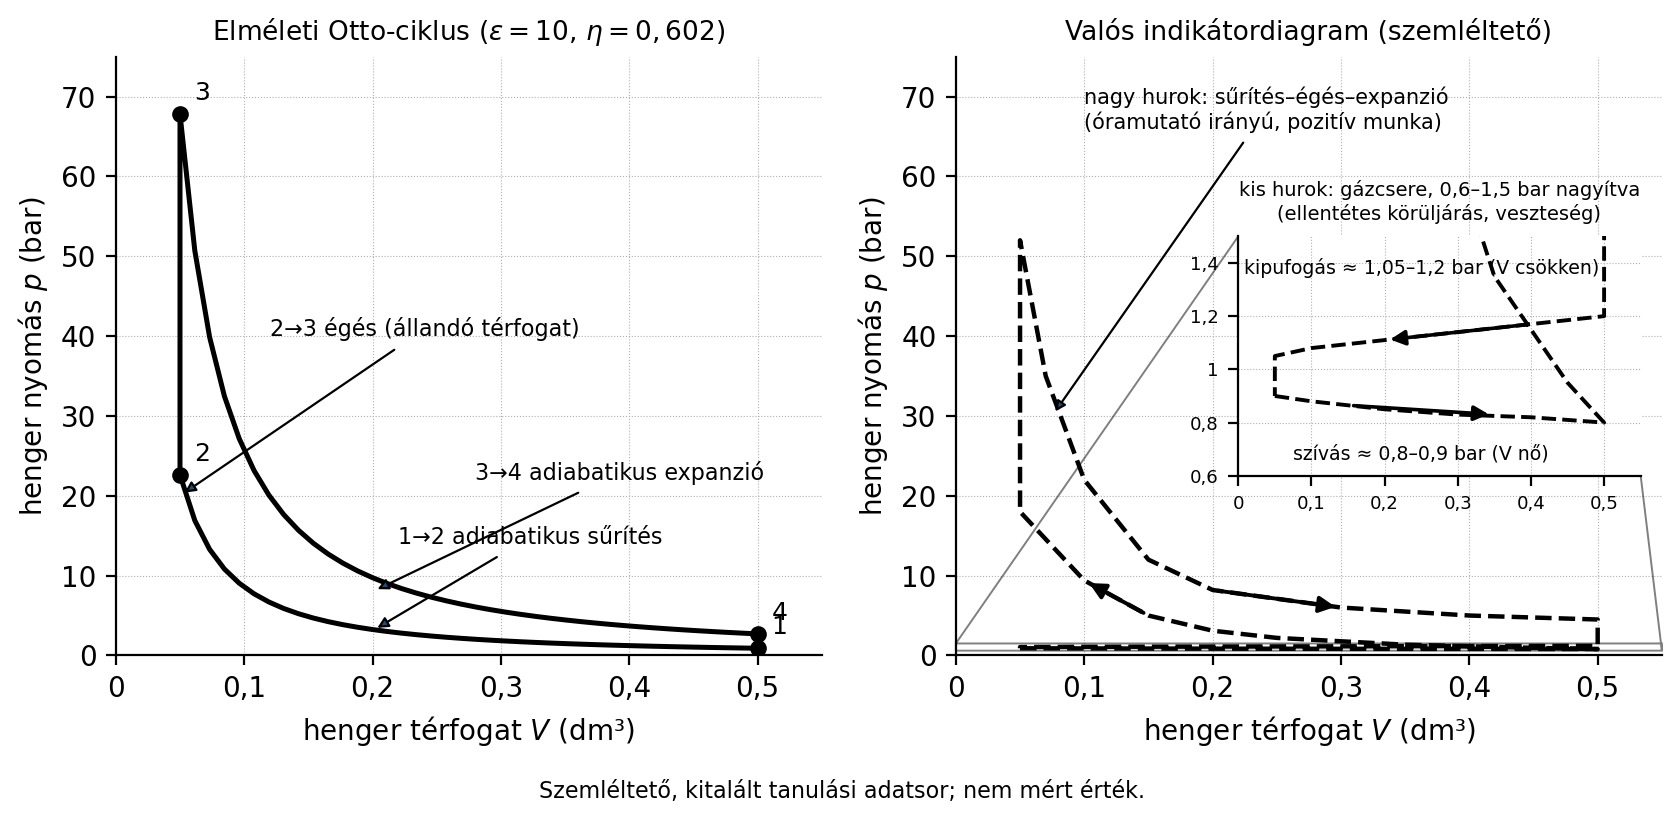 Elméleti Otto-ciklus (ε = 10, η = 0,602)
70
60
50
40
30
20
10
0
henger nyomás p (bar)
3
2
2→3 égés (állandó térfogat)
3→4 adiabatikus expanzió
1→2 adiabatikus sűrítés
4
1
0
0,1
0,2
0,3
0,4
0,5
henger térfogat V (dm³)
Valós indikátordiagram (szemléltető)
70
60
50
40
30
20
10
0
henger nyomás p (bar)
nagy hurok: sűrítés–égés–expanzió
(óramutató irányú, pozitív munka)
kis hurok: gázcsere, 0,6–1,5 bar nagyítva
(ellentétes körüljárás, veszteség)
1,4
1,2
1
0,8
0,6
kipufogás ≈ 1,05–1,2 bar (V csökken)
szívás ≈ 0,8–0,9 bar (V nő)
0
0,1
0,2
0,3
0,4
0,5
0
0,1
0,2
0,3
0,4
0,5
henger térfogat V (dm³)
Szemléltető, kitalált tanulási adatsor; nem mért érték.